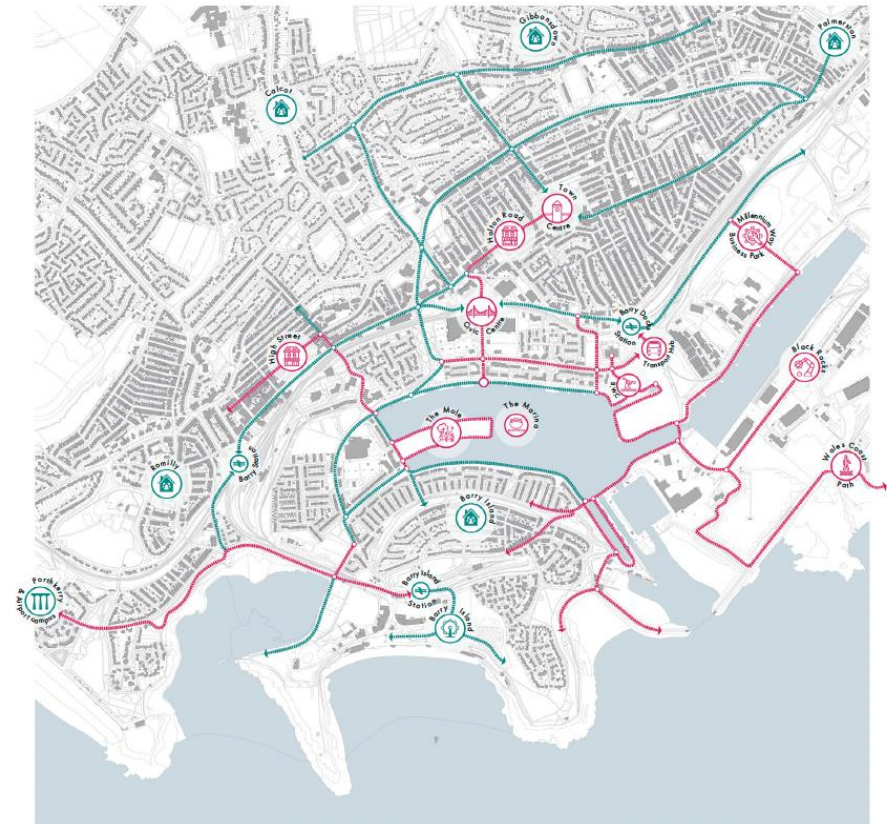 Gibbonsdown
Palmerston
Colcot
Town
Centre
Holton Road
Millennium Way
Business Park
Civic
Centre
Barry Dock
Station
Transport Hub
High Street
Black Rocks
The Mole
The Marina
Wales Coast
Path
Barry Station
Romilly
Barry Island
Barry Island
Station
Barry
Island
Porthkerry
& Airport campus